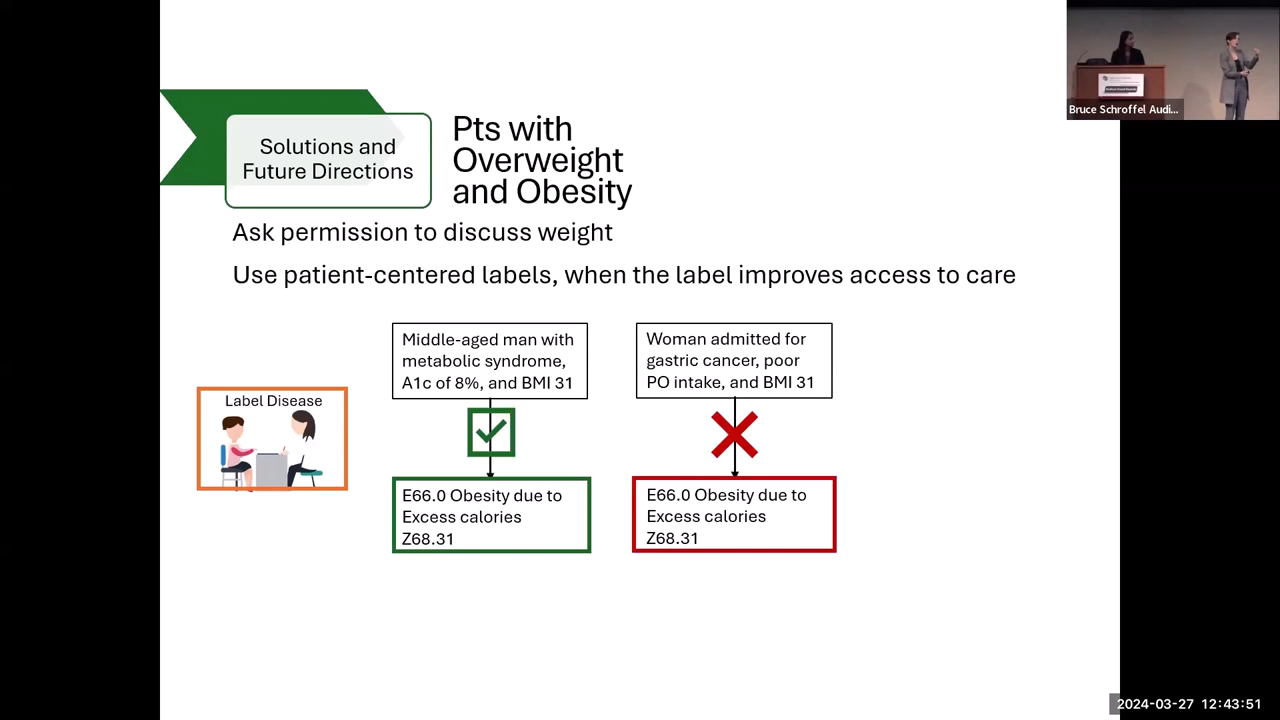 Bruce Schroffel Audi...
Solutions and
Future Directions
Pts with
Overweight
and Obesity
Ask permission to discuss weight
Use patient-centered labels, when the label improves access to care
Label Disease
Middle-aged man with
metabolic syndrome,
A1c of 8%, and BMI 31
Woman admitted for
gastric cancer, poor
PO intake, and BMI 31
E66.0 Obesity due to
Excess calories
Z68.31
E66.0 Obesity due to
Excess calories
Z68.31
2024-03-27 12:43:51